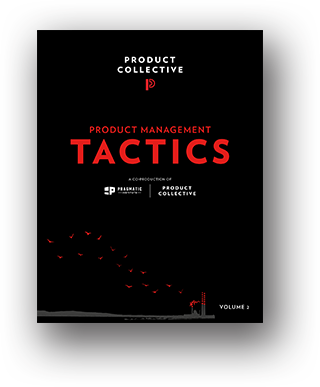 PRODUCT
COLLECTIVE
PRODUCT MANAGEMENT
TACTICS
A CO-PRODUCTION OF
PRAGMATIC
PRODUCT
COLLECTIVE
VOLUME 2